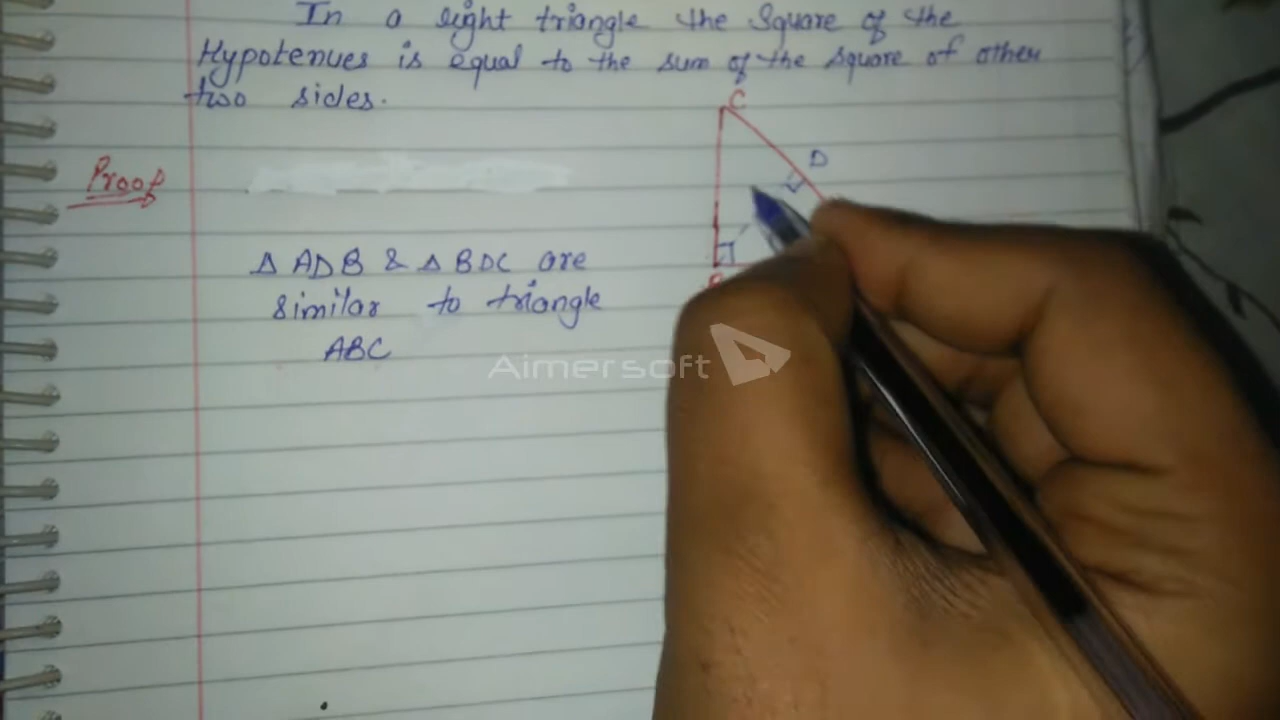 In a right triangle the Square of the
Hypotenues is equal to the sum of the square of other
two sides.
C
D
Proof
Δ ADB & Δ BDC are
similar to triangle
ABC
Aimersoft